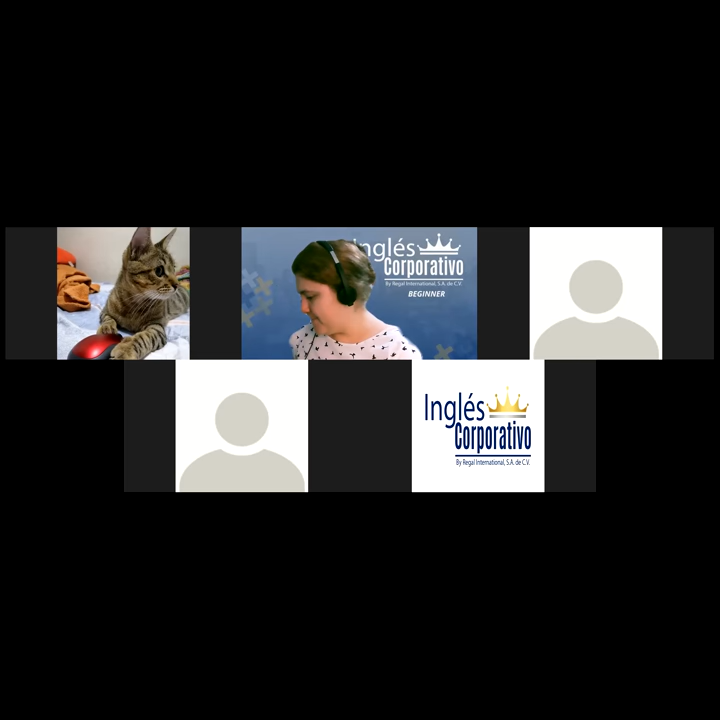 Inglés
Corporativo
By Regal International, S.A. de C.V.
BEGINNER
Inglés
Corporativo
By Regal International, S.A. de C.V.